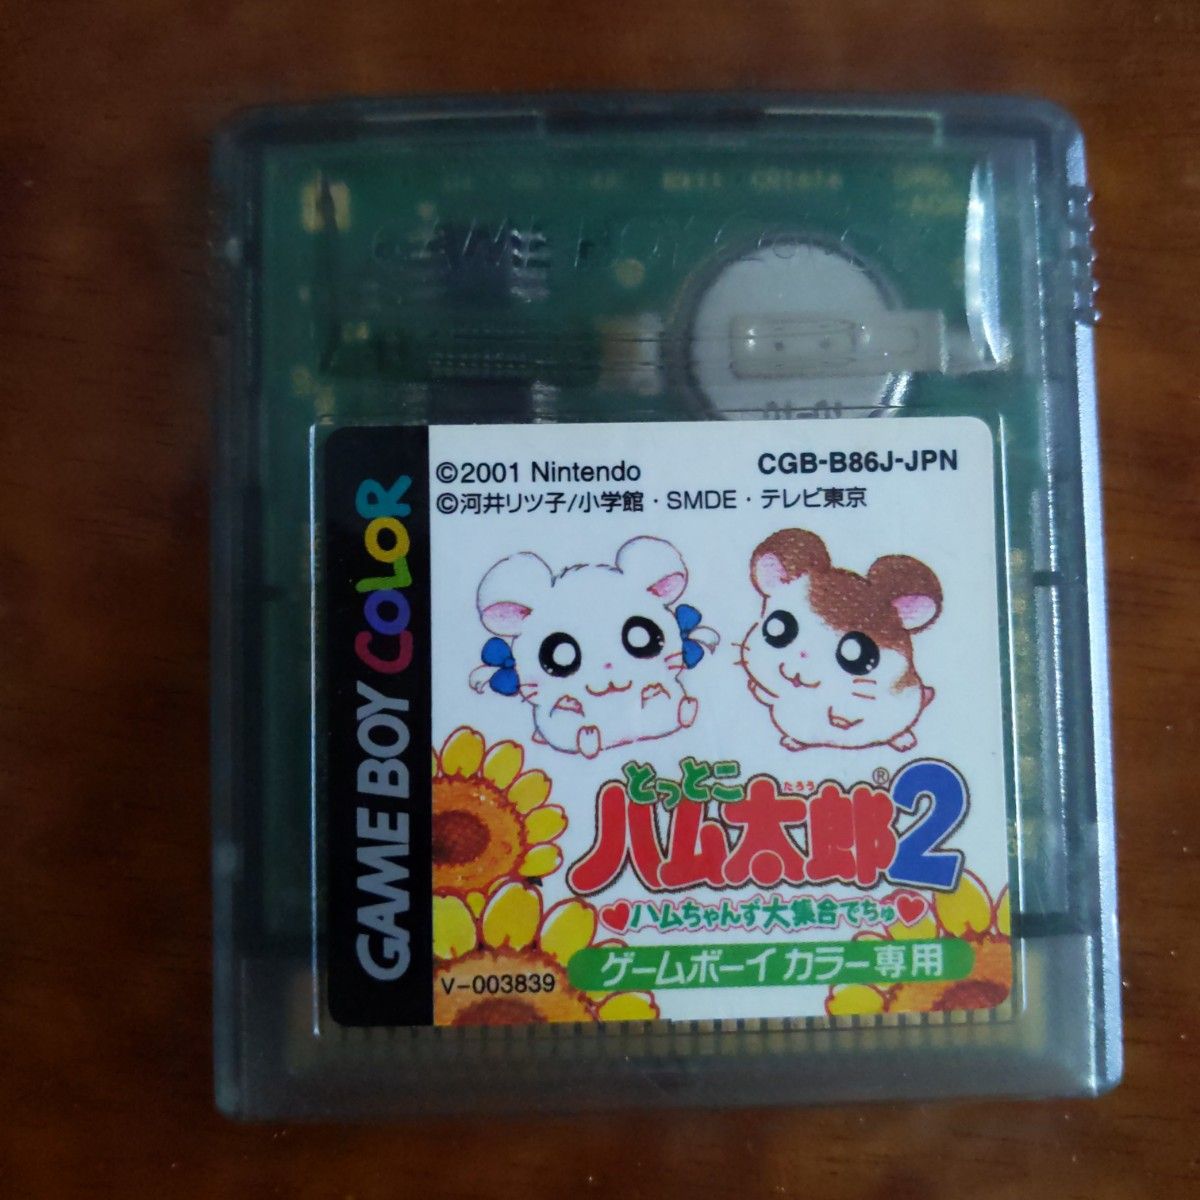 GAME BOY COLOR
©2001 Nintendo
CGB-B86J-JPN
©河井リツ子/小学館・SMDE・テレビ東京
GAME BOY COLOR
とっとこ
ハム太郎®2
たろう
ハムちゃんず大集合でちゅ
ゲームボーイカラー専用
V-003839